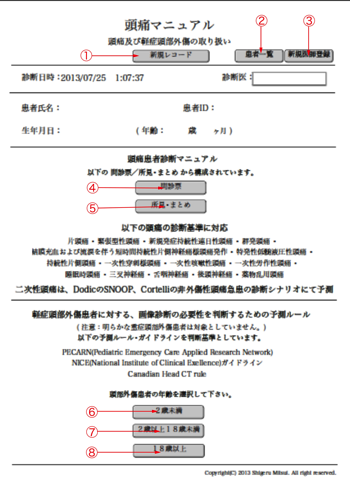 頭痛マニュアル
頭痛及び軽症頭部外傷の取り扱い
① 新規レコード ② 患者一覧 ③ 新規医師登録
診断日時：2013/07/25 1:07:37 診断医：
患者氏名： 患者ID：
生年月日： （年齢： 歳 ヶ月）
頭痛患者診断マニュアル
以下の 問診票／所見・まとめ から構成されています。
④ 問診票
⑤ 所見・まとめ
以下の頭痛の診断基準に対応
片頭痛・緊張型性頭痛・新規発症持続性連日性頭痛・群発頭痛・
結膜充血および流涙を伴う短時間持続性片側神経痛様頭痛発作・特発性低髄液圧性頭痛・
持続性片側頭痛・一次性穿刺様頭痛・一次性咳嗽性頭痛・一次性労作性頭痛・
睡眠時頭痛・三叉神経痛・舌咽神経痛・後頭神経痛・薬物乱用頭痛
二次性頭痛は、DodicのSNOOP、Cortelliの非外傷性頭痛急患の診断シナリオにて予測
軽症頭部外傷患者に対する、画像診断の必要性を判断するための予測ルール
（注意：明らかな重症頭部外傷患者は対象としていません。）
以下の予測ルール・ガイドラインを判断基準としています。
PECARN(Pediatric Emergency Care Applied Research Network)
NICE(National Institute of Clinical Exellence)ガイドライン
Canadian Head CT rule
頭部外傷患者の年齢を選択して下さい。
⑥ 2歳未満
⑦ 2歳以上18歳未満
⑧ 18歳以上
Copyright(C) 2013 Shigeru Mitsui. All right reserved.